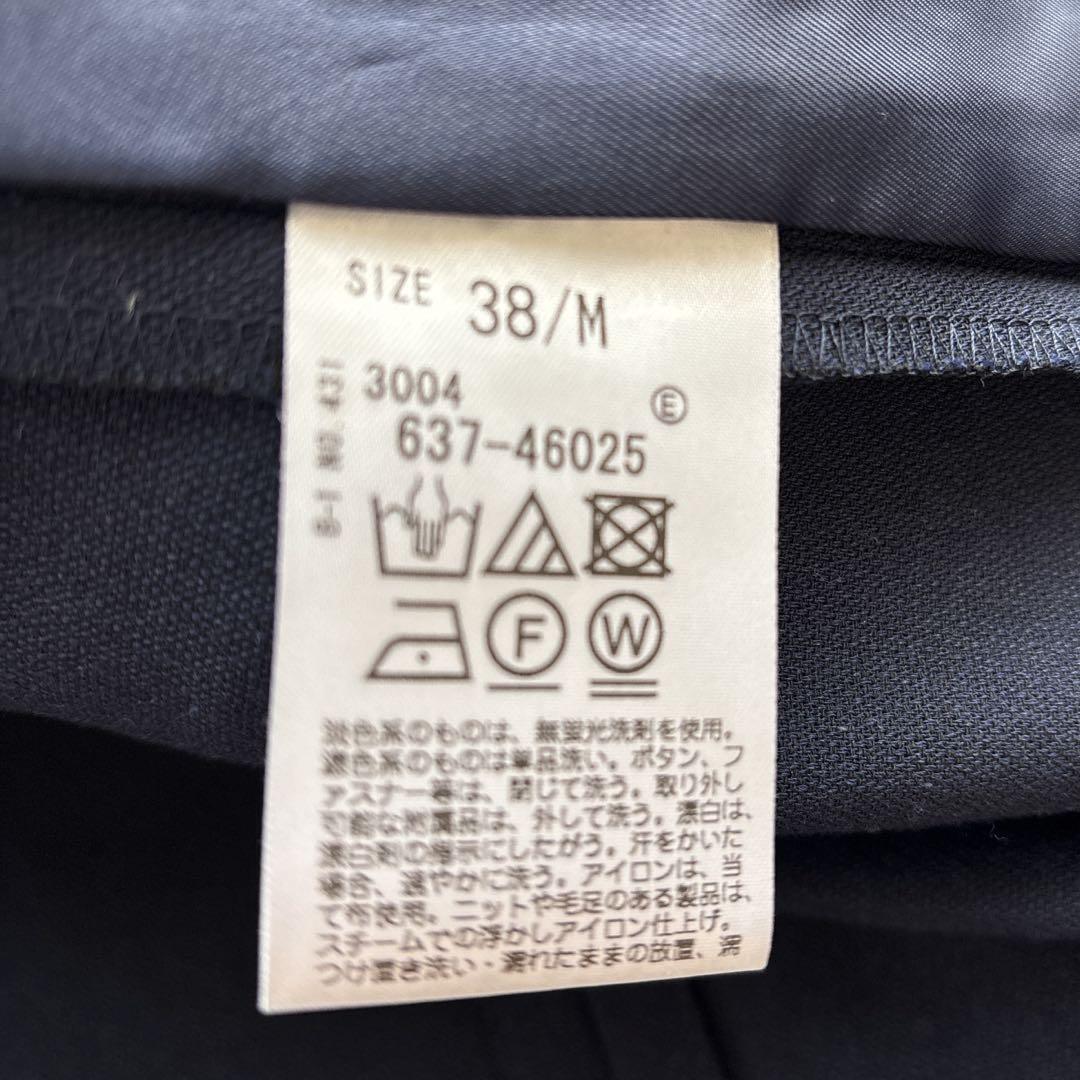 SIZE 38/M
3004
Ⓔ
637-46025
NO.431
F
W
淡色系のものは、無蛍光洗剤を使用。
濃色系のものは単品洗い。ボタン、フ
ァスナー等は、閉じて洗う。取り外し
可能な附属品は、外して洗う。漂白は、
漂白剤の標示にしたがう。汗をかいた
場合、速やかに洗う。アイロンは、当
て布使用。ニットや毛足のある製品は、
スチームでの浮かしアイロン仕上げ。
つけ置き洗い・濡れたままの放置、濡